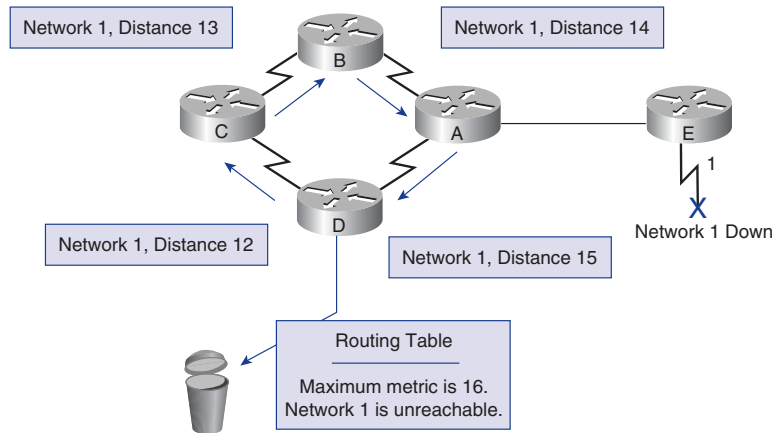 Network 1, Distance 13
Network 1, Distance 14
B
C
A
E
1
D
Network 1 Down
Network 1, Distance 12
Network 1, Distance 15
Routing Table
Maximum metric is 16.
Network 1 is unreachable.